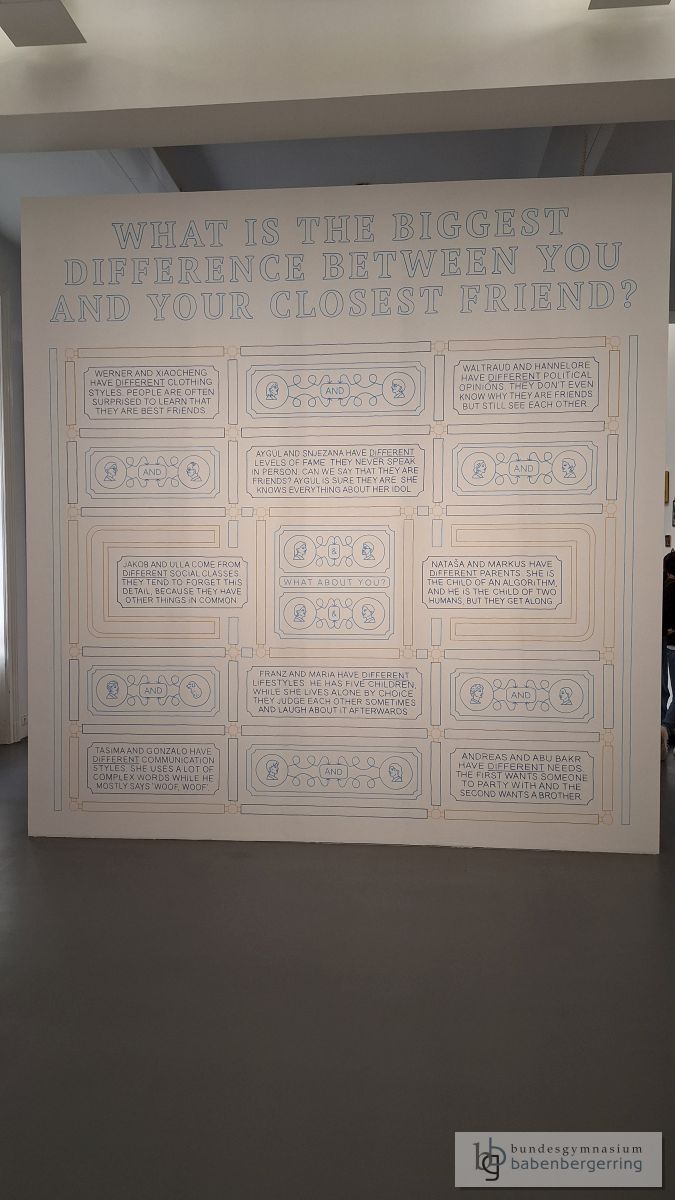 WHAT IS THE BIGGEST
DIFFERENCE BETWEEN YOU
AND YOUR CLOSEST FRIEND?
WERNER AND XIAOCHENG
HAVE DIFFERENT CLOTHING
STYLES. PEOPLE ARE OFTEN
SURPRISED TO LEARN THAT
THEY ARE BEST FRIENDS.
AND
WALTRAUD AND HANNELORE
HAVE DIFFERENT POLITICAL
OPINIONS. THEY DON'T EVEN
KNOW WHY THEY ARE FRIENDS
BUT STILL SEE EACH OTHER.
AND
AYGÜL AND SNJEZANA HAVE DIFFERENT
LEVELS OF FAME. THEY NEVER SPEAK
IN PERSON. CAN WE SAY THAT THEY ARE
FRIENDS? AYGÜL IS SURE THEY ARE. SHE
KNOWS EVERYTHING ABOUT HER IDOL.
AND
JAKOB AND ULLA COME FROM
DIFFERENT SOCIAL CLASSES.
THEY TEND TO FORGET THIS
DETAIL, BECAUSE THEY HAVE
OTHER THINGS IN COMMON.
&
WHAT ABOUT YOU?
&
NATAŠA AND MARKUS HAVE
DIFFERENT PARENTS. SHE IS
THE CHILD OF AN ALGORITHM,
AND HE IS THE CHILD OF TWO
HUMANS, BUT THEY GET ALONG.
AND
FRANZ AND MARIA HAVE DIFFERENT
LIFESTYLES. HE HAS FIVE CHILDREN,
WHILE SHE LIVES ALONE BY CHOICE.
THEY JUDGE EACH OTHER SOMETIMES
AND LAUGH ABOUT IT AFTERWARDS.
AND
TASIMA AND GONZALO HAVE
DIFFERENT COMMUNICATION
STYLES. SHE USES A LOT OF
COMPLEX WORDS WHILE HE
MOSTLY SAYS 'WOOF, WOOF'.
AND
ANDREAS AND ABU BAKR
HAVE DIFFERENT NEEDS.
THE FIRST WANTS SOMEONE
TO PARTY WITH AND THE
SECOND WANTS A BROTHER.
bbg bundesgymnasium
babenbergerring